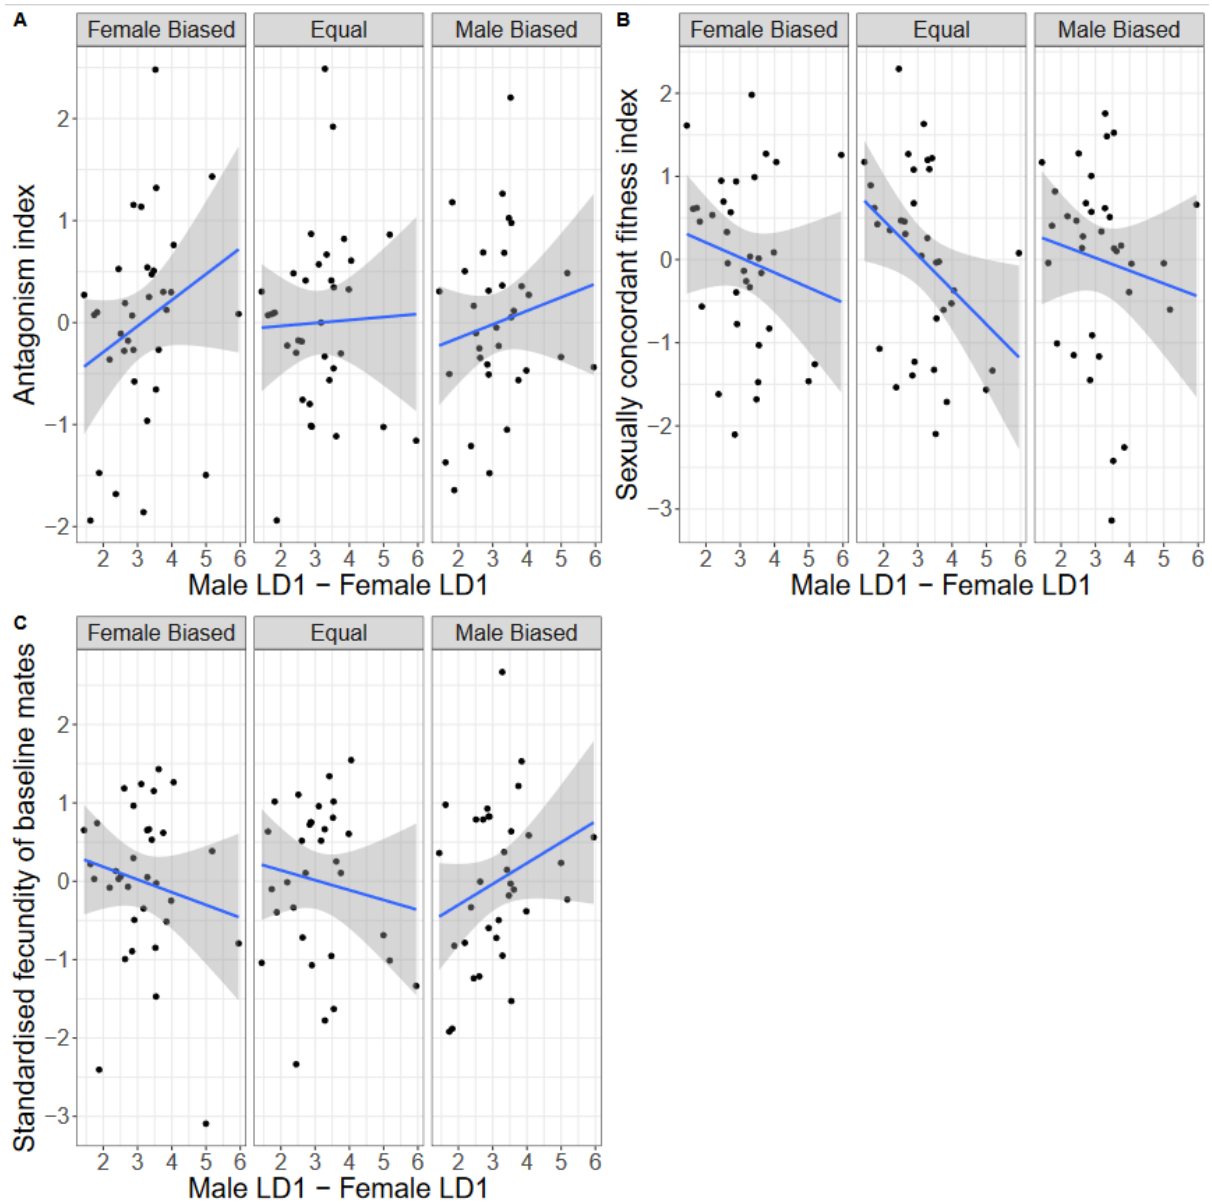 A
Female Biased Equal Male Biased
Antagonism index
2
1
0
−1
−2
2 3 4 5 6 2 3 4 5 6 2 3 4 5 6
Male LD1 − Female LD1
B
Female Biased Equal Male Biased
Sexually concordant fitness index
2
1
0
−1
−2
−3
2 3 4 5 6 2 3 4 5 6 2 3 4 5 6
Male LD1 − Female LD1
C
Female Biased Equal Male Biased
Standardised fecundity of baseline mates
2
1
0
−1
−2
−3
2 3 4 5 6 2 3 4 5 6 2 3 4 5 6
Male LD1 − Female LD1